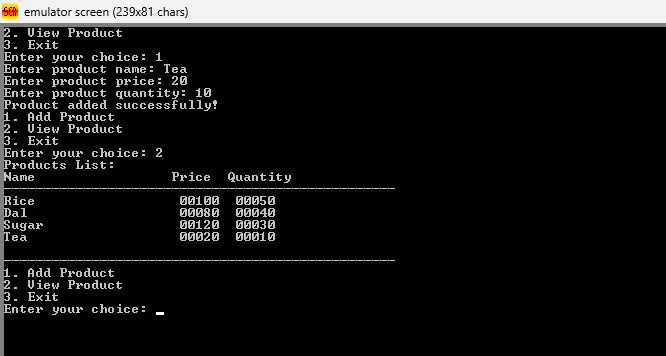 SCR emulator screen (239x81 chars)
2. View Product
3. Exit
Enter your choice: 1
Enter product name: Tea
Enter product price: 20
Enter product quantity: 10
Product added successfully!
1. Add Product
2. View Product
3. Exit
Enter your choice: 2
Products List:
Name Price Quantity
Rice 00100 00050
Dal 00080 00040
Sugar 00120 00030
Tea 00020 00010
1. Add Product
2. View Product
3. Exit
Enter your choice: